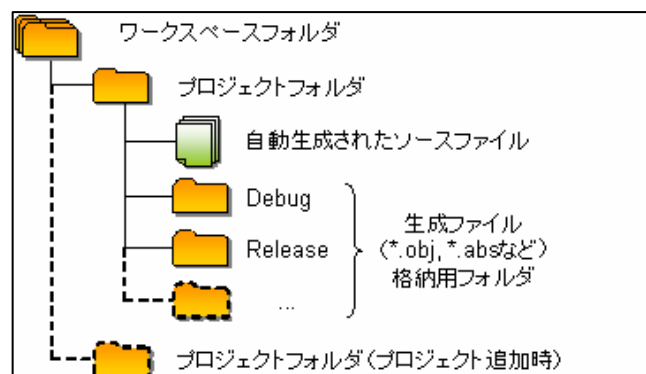 ワークスペースフォルダ
プロジェクトフォルダ
自動生成されたソースファイル
Debug
Release
...
生成ファイル
(*.obj,*.absなど)
格納用フォルダ
プロジェクトフォルダ(プロジェクト追加時)